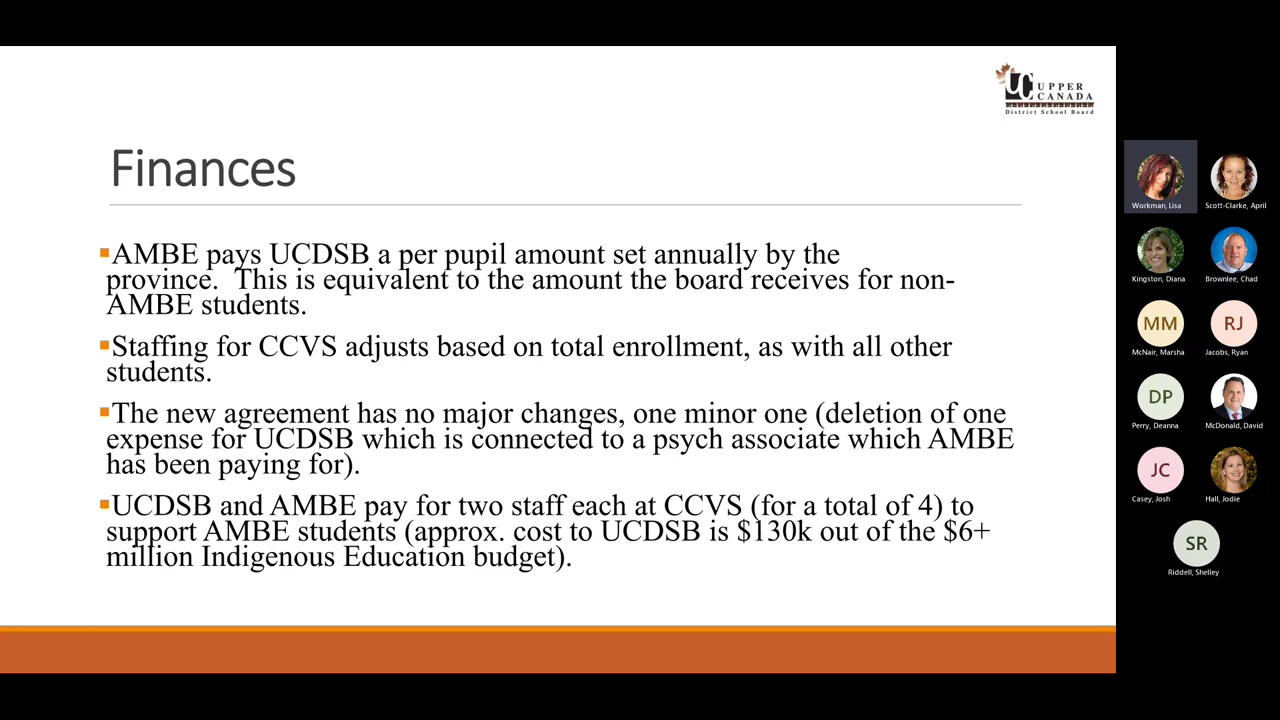 UC UPPER
CANADA
District School Board
Finances
▪AMBE pays UCDSB a per pupil amount set annually by the
province.  This is equivalent to the amount the board receives for non-
AMBE students.
▪Staffing for CCVS adjusts based on total enrollment, as with all other
students.
▪The new agreement has no major changes, one minor one (deletion of one
expense for UCDSB which is connected to a psych associate which AMBE
has been paying for).
▪UCDSB and AMBE pay for two staff each at CCVS (for a total of 4) to
support AMBE students (approx. cost to UCDSB is $130k out of the $6+
million Indigenous Education budget).
Workman, Lisa
Scott-Clarke, April
Kingston, Diana
Brownlee, Chad
MM
RJ
McNair, Marsha
Jacobs, Ryan
DP
Perry, Deanna
McDonald, David
JC
Casey, Josh
Hall, Jodie
SR
Riddell, Shelley